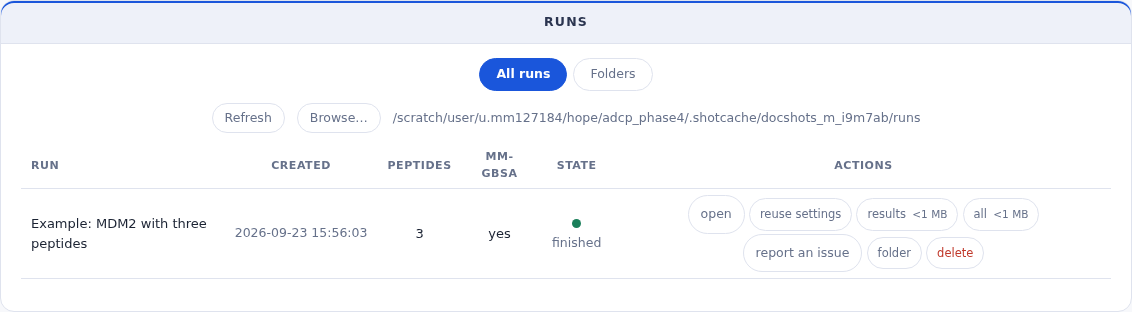 RUNS
All runs Folders
Refresh Browse... /scratch/user/u.mm127184/hope/adcp_phase4/.shotcache/docshots_m_i9m7ab/runs
RUN CREATED PEPTIDES MM-GBSA STATE ACTIONS
Example: MDM2 with three peptides 2026-09-23 15:56:03 3 yes finished
open reuse settings results <1 MB all <1 MB
report an issue folder delete